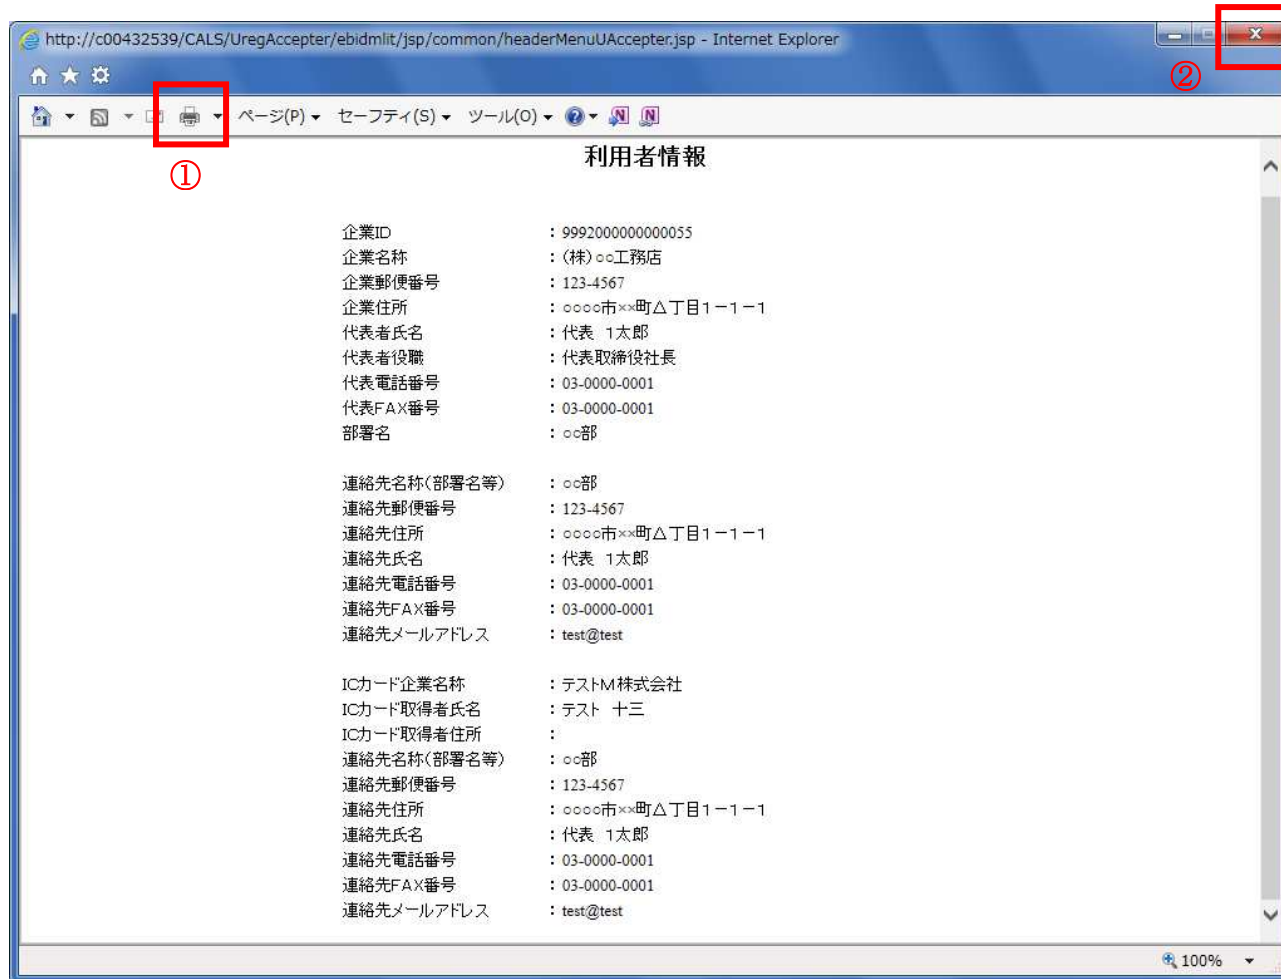 http://c00432539/CALS/UregAccepter/ebidmlit/jsp/common/headerMenuUAccepter.jsp - Internet Explorer
②
ページ(P) セーフティ(S) ツール(O)
①
利用者情報
企業ID : 9992000000000055
企業名称 : (株)○○工務店
企業郵便番号 : 123-4567
企業住所 : ○○○○市××町△丁目1-1-1
代表者氏名 : 代表 1太郎
代表者役職 : 代表取締役社長
代表電話番号 : 03-0000-0001
代表FAX番号 : 03-0000-0001
部署名 : ○○部
連絡先名称(部署名等) : ○○部
連絡先郵便番号 : 123-4567
連絡先住所 : ○○○○市××町△丁目1-1-1
連絡先氏名 : 代表 1太郎
連絡先電話番号 : 03-0000-0001
連絡先FAX番号 : 03-0000-0001
連絡先メールアドレス : test@test
ICカード企業名称 : テストM株式会社
ICカード取得者氏名 : テスト 十三
ICカード取得者住所 :
連絡先名称(部署名等) : ○○部
連絡先郵便番号 : 123-4567
連絡先住所 : ○○○○市××町△丁目1-1-1
連絡先氏名 : 代表 1太郎
連絡先電話番号 : 03-0000-0001
連絡先FAX番号 : 03-0000-0001
連絡先メールアドレス : test@test
100%